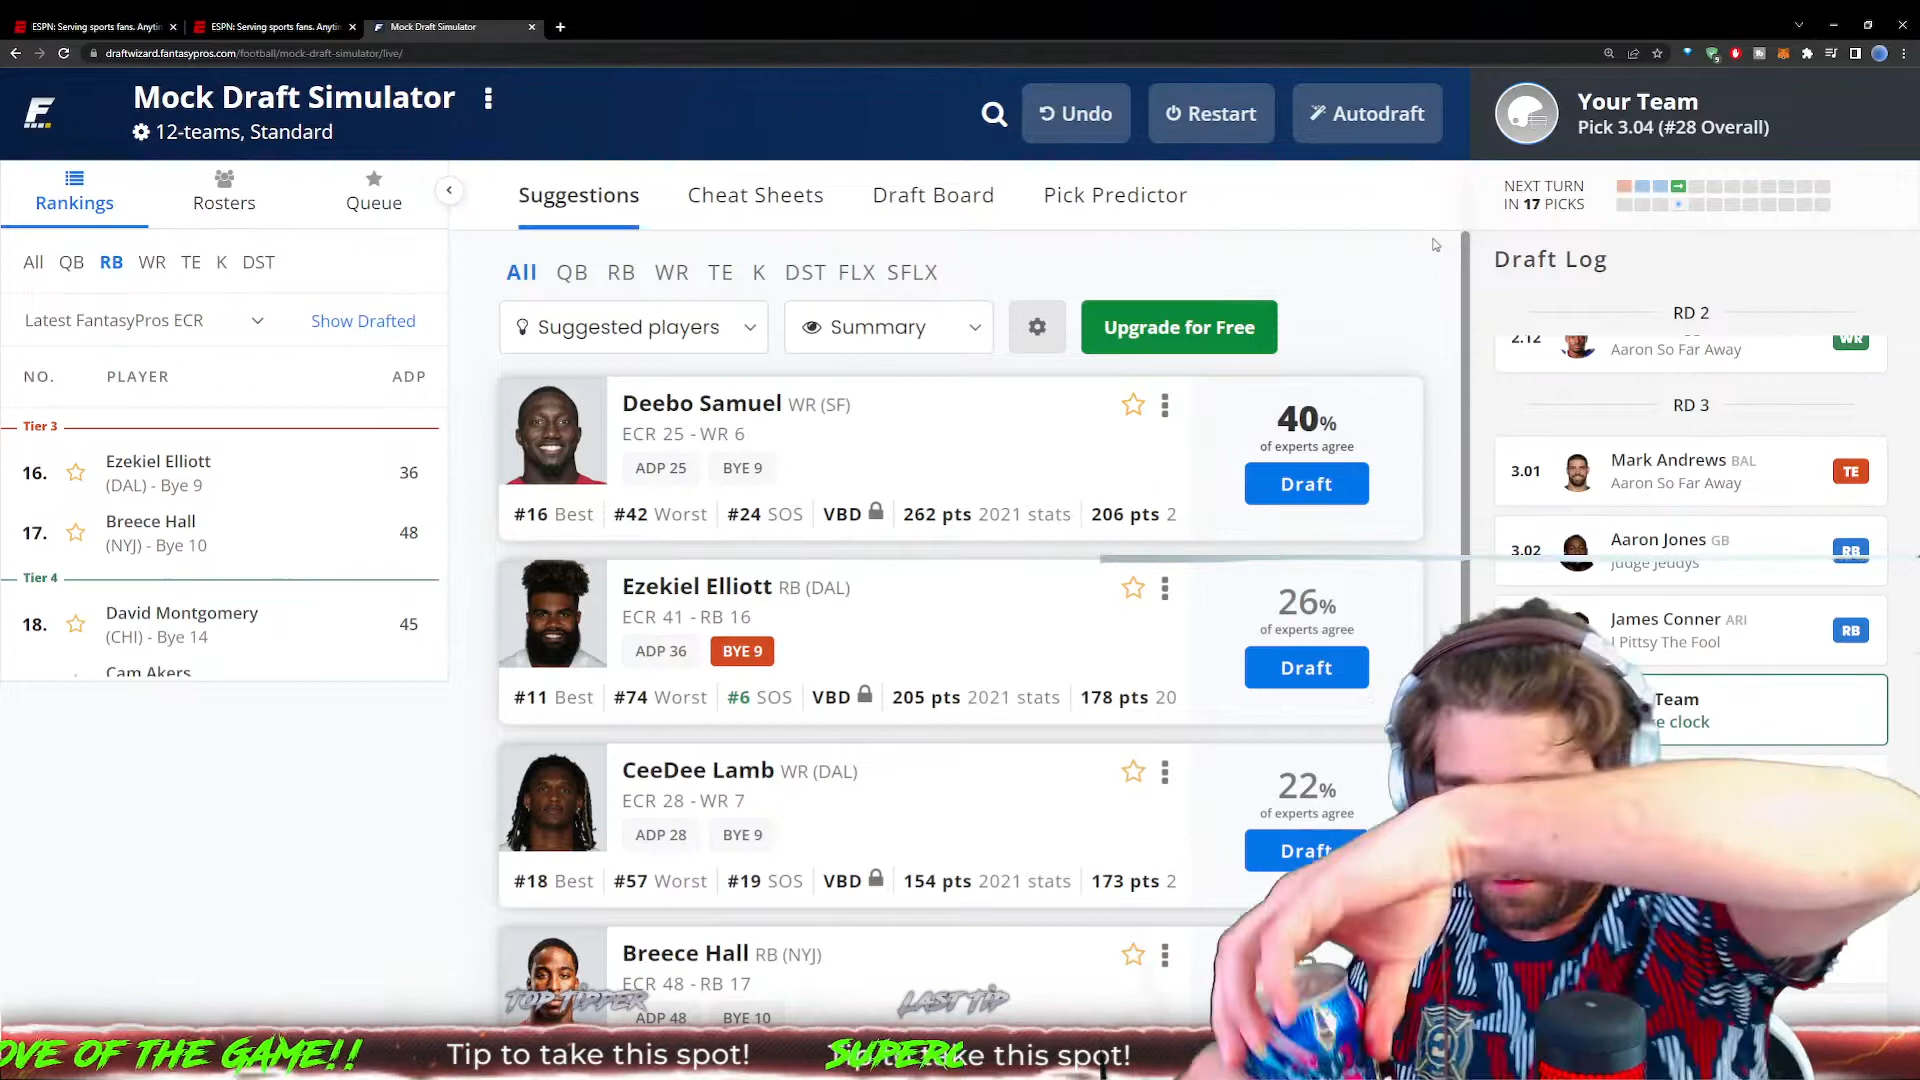 ESPN: Serving sports fans. Anytin
ESPN: Serving sports fans. Anytin
Mock Draft Simulator
draftwizard.fantasypros.com/football/mock-draft-simulator/live/
Mock Draft Simulator
12-teams, Standard
Undo
Restart
Autodraft
Your Team
Pick 3.04 (#28 Overall)
Rankings
Rosters
Queue
Suggestions
Cheat Sheets
Draft Board
Pick Predictor
NEXT TURN
IN 17 PICKS
All QB RB WR TE K DST
Latest FantasyPros ECR
Show Drafted
NO. PLAYER ADP
Tier 3
16. Ezekiel Elliott 36
(DAL) - Bye 9
17. Breece Hall 48
(NYJ) - Bye 10
Tier 4
18. David Montgomery 45
(CHI) - Bye 14
Cam Akers
All QB RB WR TE K DST FLX SFLX
Suggested players
Summary
Upgrade for Free
Deebo Samuel WR (SF)
ECR 25 - WR 6
ADP 25 BYE 9
#16 Best #42 Worst #24 SOS VBD 262 pts 2021 stats 206 pts 2
40%
of experts agree
Draft
Ezekiel Elliott RB (DAL)
ECR 41 - RB 16
ADP 36 BYE 9
#11 Best #74 Worst #6 SOS VBD 205 pts 2021 stats 178 pts 20
26%
of experts agree
Draft
CeeDee Lamb WR (DAL)
ECR 28 - WR 7
ADP 28 BYE 9
#18 Best #57 Worst #19 SOS VBD 154 pts 2021 stats 173 pts 2
22%
of experts agree
Draft
Breece Hall RB (NYJ)
ECR 48 - RB 17
ADP 48 BYE 10
Draft Log
RD 2
2.12 Aaron So Far Away WR
RD 3
3.01 Mark Andrews BAL TE
Aaron So Far Away
3.02 Aaron Jones GB RB
Judge Jeudys
James Conner ARI RB
I Pittsy The Fool
Team
clock
TOP TIPPER
LAST TIP
OVE OF THE GAME!!
Tip to take this spot!
SUPERC
take this spot!